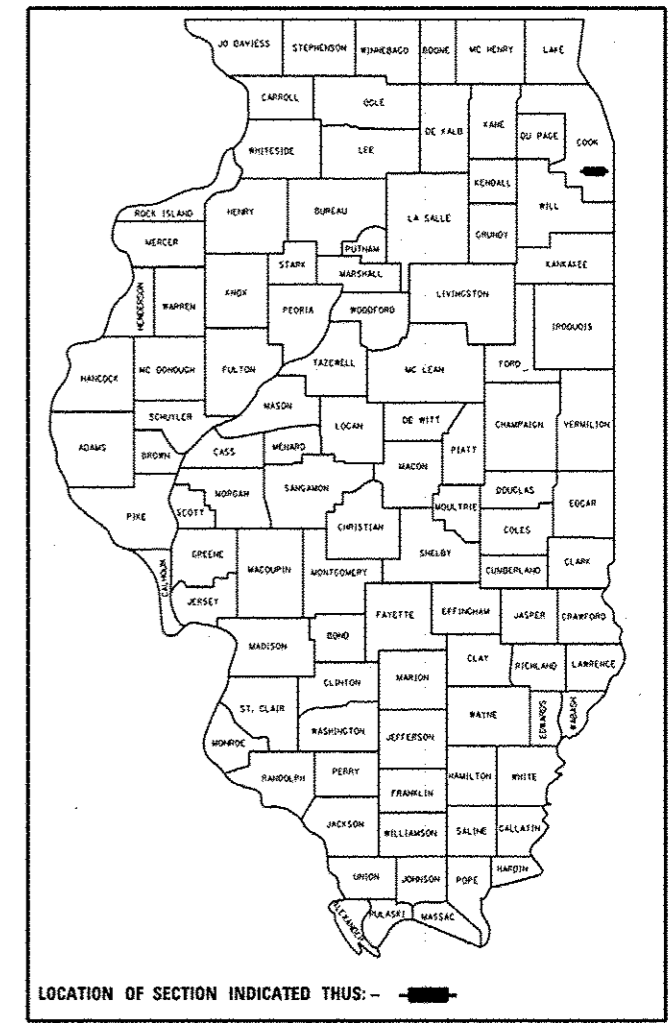 JO DAVIESS STEPHENSON WINNEBAGO BOONE MC HENRY LAKE
CARROLL OGLE DE KALB KANE DU PAGE COOK
WHITESIDE LEE KENDALL WILL
ROCK ISLAND HENRY BUREAU LA SALLE GRUNDY
MERCER PUTNAM KANKAKEE
STARK MARSHALL
HENDERSON WARREN KNOX PEORIA WOODFORD LIVINGSTON IROQUOIS
HANCOCK MC DONOUGH FULTON TAZEWELL MC LEAN FORD
SCHUYLER MASON LOGAN DE WITT CHAMPAIGN VERMILION
ADAMS BROWN CASS MENARD MACON PIATT
PIKE SCOTT MORGAN SANGAMON CHRISTIAN MOULTRIE DOUGLAS EDGAR
COLES
CALHOUN GREENE MACOUPIN MONTGOMERY SHELBY CUMBERLAND CLARK
JERSEY FAYETTE EFFINGHAM JASPER CRAWFORD
MADISON BOND CLAY RICHLAND LAWRENCE
CLINTON MARION
ST. CLAIR WASHINGTON JEFFERSON WAYNE EDWARDS WABASH
MONROE
RANDOLPH PERRY FRANKLIN HAMILTON WHITE
JACKSON WILLIAMSON SALINE GALLATIN
UNION JOHNSON POPE HARDIN
ALEXANDER PULASKI MASSAC
LOCATION OF SECTION INDICATED THUS: -